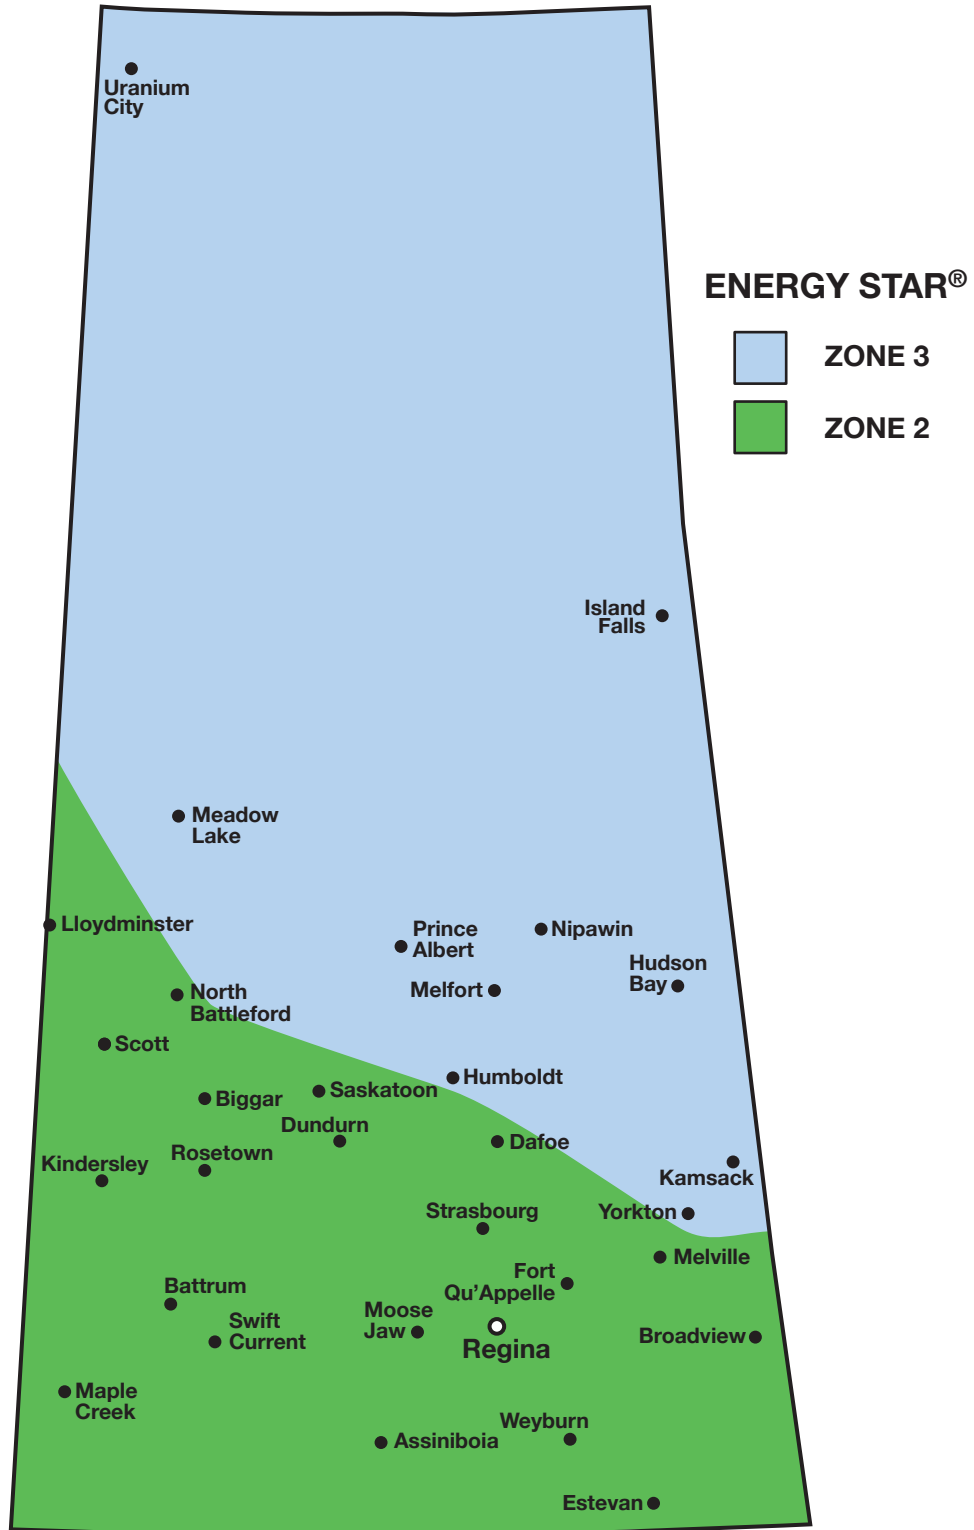 Uranium
City
ENERGY STAR®
ZONE 3
ZONE 2
Island
Falls
Meadow
Lake
Lloydminster
Prince
Albert
Nipawin
Hudson
Bay
Melfort
North
Battleford
Scott
Humboldt
Saskatoon
Biggar
Dundurn
Dafoe
Rosetown
Kindersley
Kamsack
Strasbourg
Yorkton
Melville
Fort
Qu’Appelle
Battrum
Moose
Jaw
Swift
Current
Regina
Broadview
Maple
Creek
Weyburn
Assiniboia
Estevan